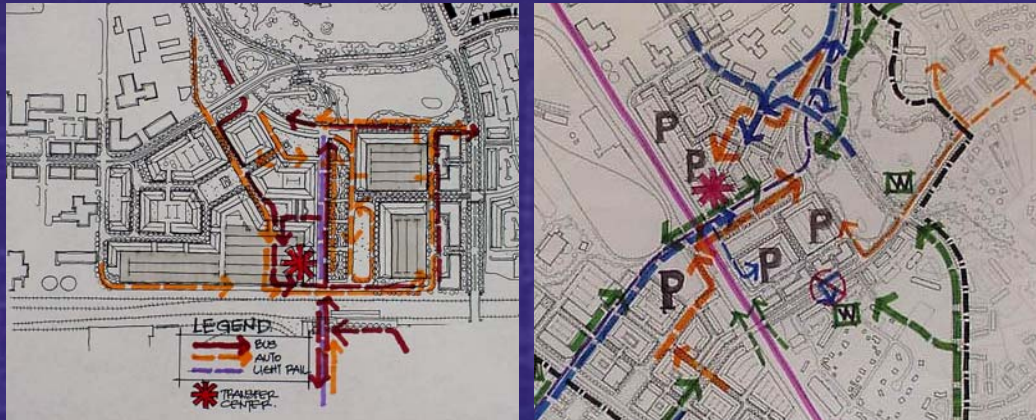 LEGEND
BUS
AUTO
LIGHT RAIL
TRANSFER
CENTER.
P
P
P
P
P
W
W